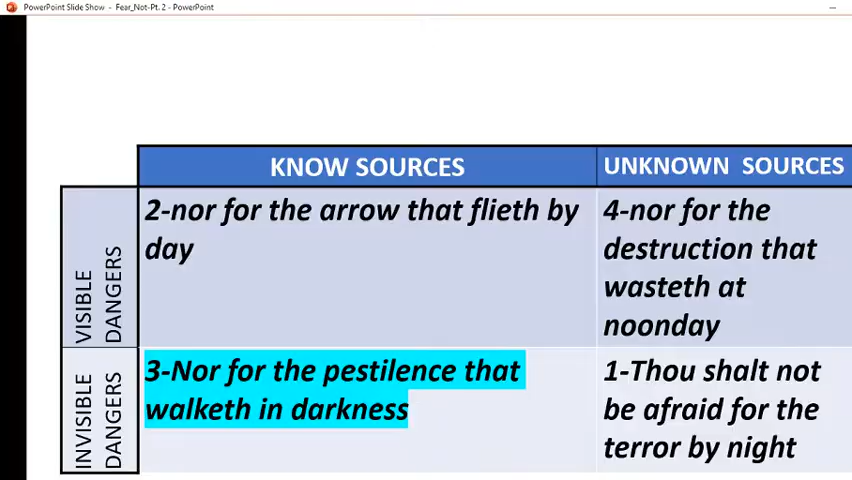 PowerPoint Slide Show - Fear_Not-Pt. 2 - PowerPoint
KNOW SOURCES
UNKNOWN SOURCES
VISIBLE
DANGERS
2-nor for the arrow that flieth by
day
4-nor for the
destruction that
wasteth at
noonday
INVISIBLE
DANGERS
3-Nor for the pestilence that
walketh in darkness
1-Thou shalt not
be afraid for the
terror by night